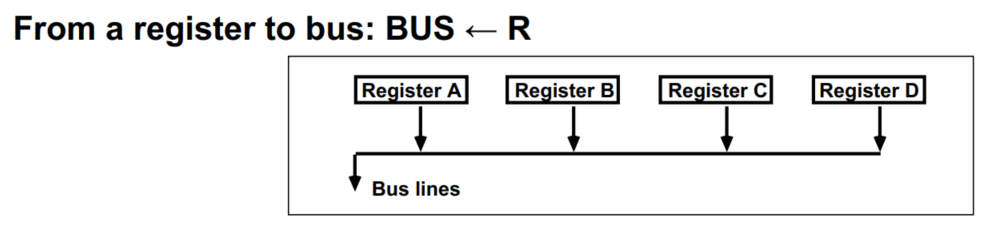 From a register to bus: BUS ← R
Register A Register B Register C Register D
Bus lines